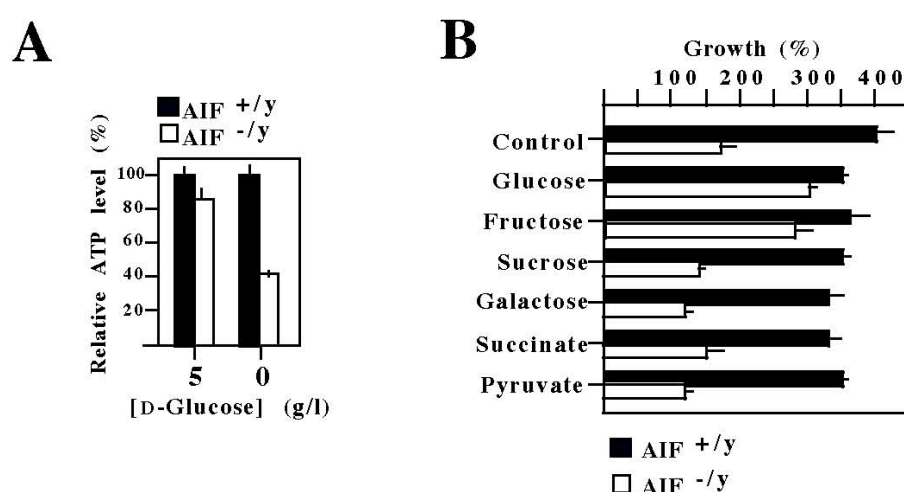 A
AIF +/y
AIF -/y
Relative ATP level (%)
100
80
60
40
20
5 0
[D-Glucose] (g/l)
B
Growth (%)
100 200 300 400
Control
Glucose
Fructose
Sucrose
Galactose
Succinate
Pyruvate
AIF +/y
AIF -/y